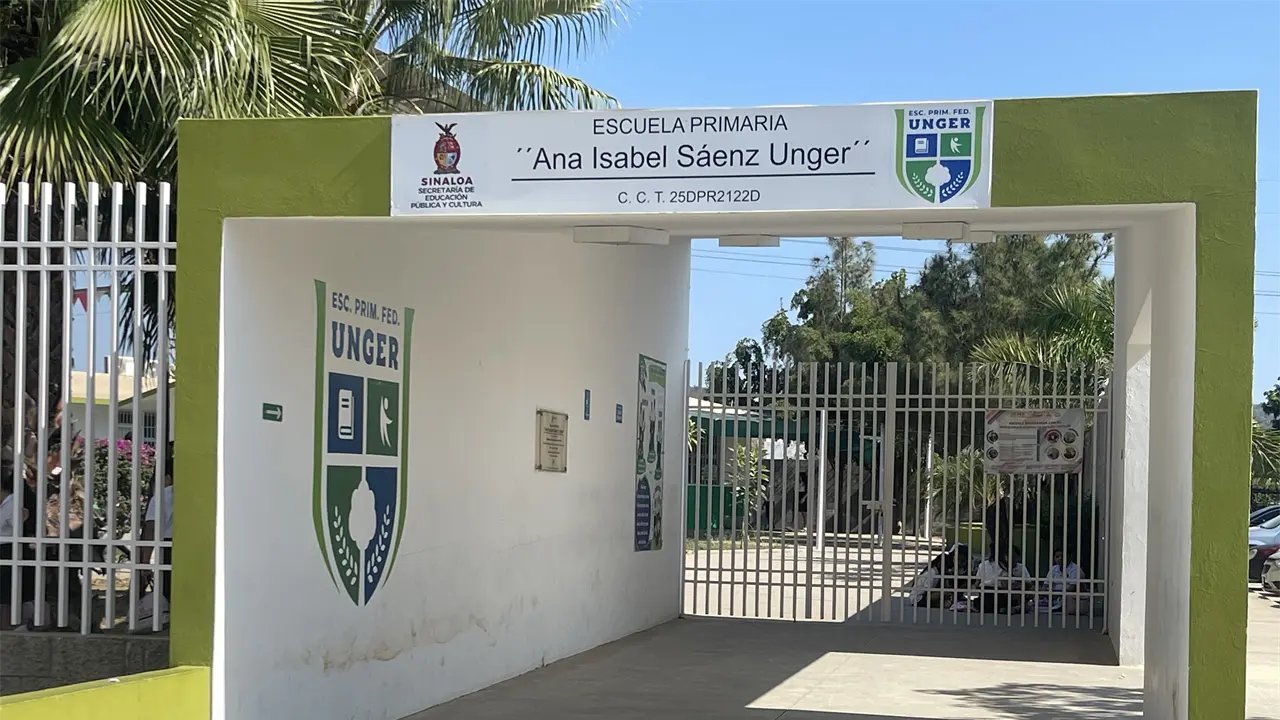 ESCUELA PRIMARIA
´´Ana Isabel Sáenz Unger´´
C. C. T. 25DPR2122D
SINALOA
SECRETARÍA DE
EDUCACIÓN
PÚBLICA Y CULTURA
ESC. PRIM. FED.
UNGER
ESC. PRIM. FED.
UNGER